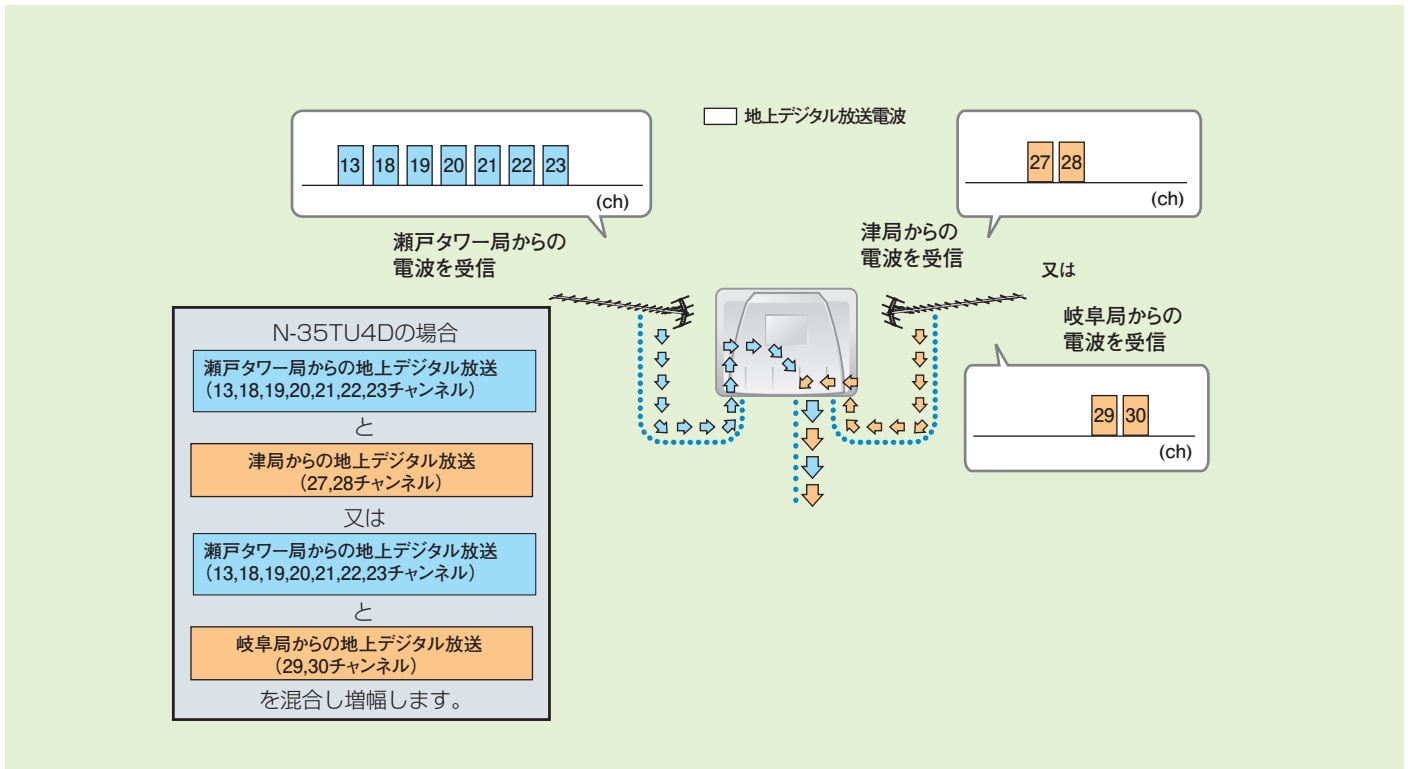 地上デジタル放送電波
13 18 19 20 21 22 23
(ch)
瀬戸タワー局からの
電波を受信
27 28
(ch)
津局からの
電波を受信
又は
岐阜局からの
電波を受信
29 30
(ch)
N-35TU4Dの場合
瀬戸タワー局からの地上デジタル放送
(13,18,19,20,21,22,23チャンネル)
と
津局からの地上デジタル放送
(27,28チャンネル)
又は
瀬戸タワー局からの地上デジタル放送
(13,18,19,20,21,22,23チャンネル)
と
岐阜局からの地上デジタル放送
(29,30チャンネル)
を混合し増幅します。